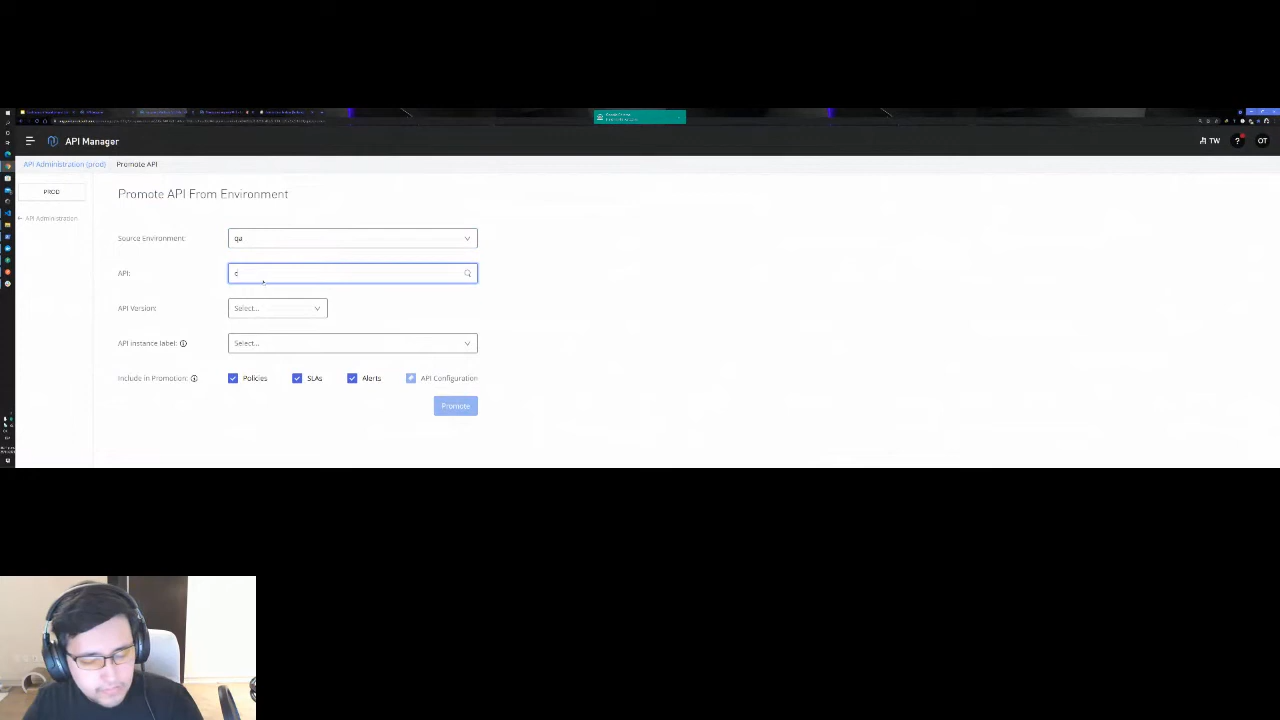 API Manager
TW
?
OT
API Administration (prod)
Promote API
PROD
API Administration
Promote API From Environment
Source Environment:
qa
API:
c
API Version:
Select...
API instance label:
Select...
Include in Promotion:
Policies
SLAs
Alerts
API Configuration
Promote